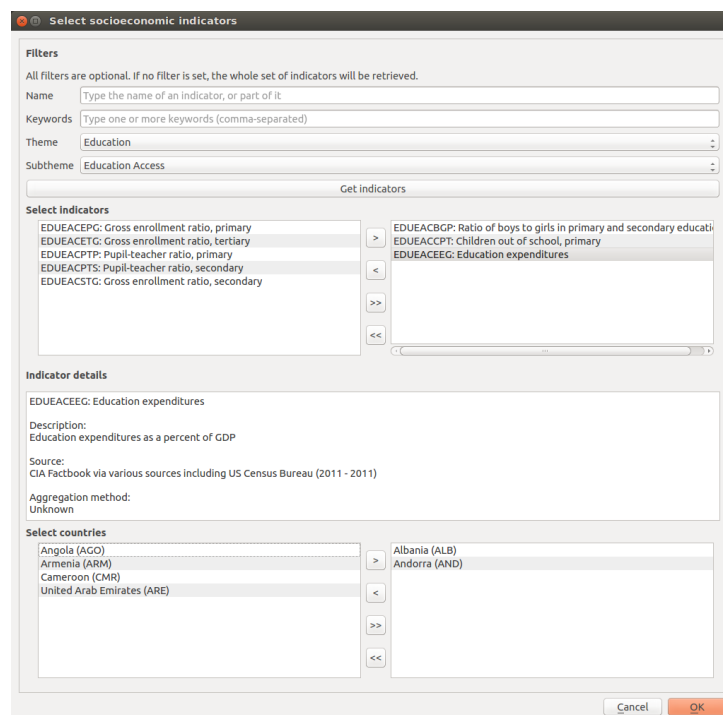 Select socioeconomic indicators
Filters
All filters are optional. If no filter is set, the whole set of indicators will be retrieved.
Name Type the name of an indicator, or part of it
Keywords Type one or more keywords (comma-separated)
Theme Education
Subtheme Education Access
Get indicators
Select indicators
EDUEACEPG: Gross enrollment ratio, primary
EDUEACETG: Gross enrollment ratio, tertiary
EDUEACPTP: Pupil-teacher ratio, primary
EDUEACPTS: Pupil-teacher ratio, secondary
EDUEACSTG: Gross enrollment ratio, secondary
>
<
>>
<<
EDUEACBGP: Ratio of boys to girls in primary and secondary educati
EDUEACCPT: Children out of school, primary
EDUEACEEG: Education expenditures
Indicator details
EDUEACEEG: Education expenditures
Description:
Education expenditures as a percent of GDP
Source:
CIA Factbook via various sources including US Census Bureau (2011 - 2011)
Aggregation method:
Unknown
Select countries
Angola (AGO)
Armenia (ARM)
Cameroon (CMR)
United Arab Emirates (ARE)
>
<
>>
<<
Albania (ALB)
Andorra (AND)
Cancel OK